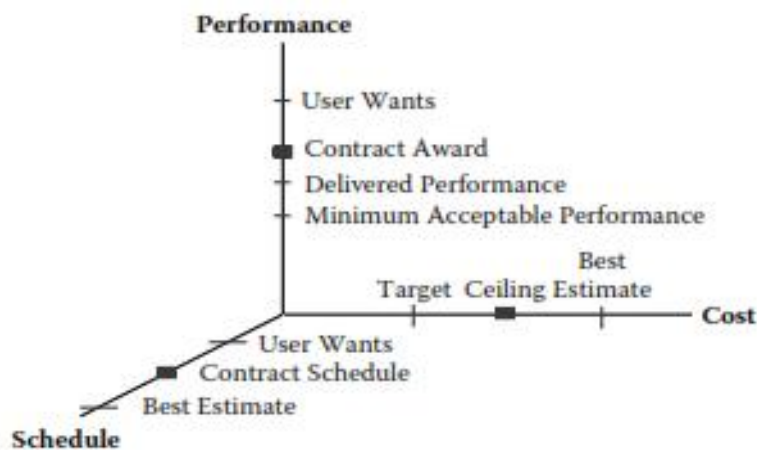 Performance
User Wants
Contract Award
Delivered Performance
Minimum Acceptable Performance
Best
Target Ceiling Estimate
Cost
User Wants
Contract Schedule
Best Estimate
Schedule